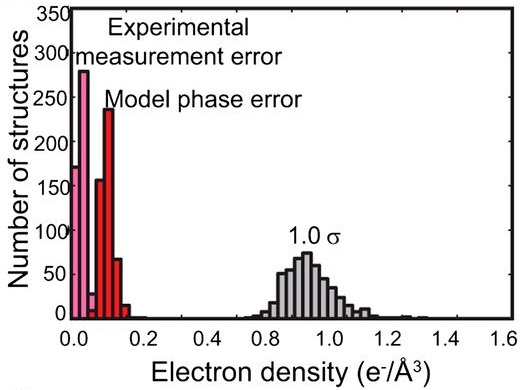 350
300
250
200
150
100
50
0
Number of structures
Experimental
measurement error
Model phase error
1.0 σ
0.0 0.2 0.4 0.8 1.0 1.2 1.4 1.6
Electron density (e⁻/Å³)